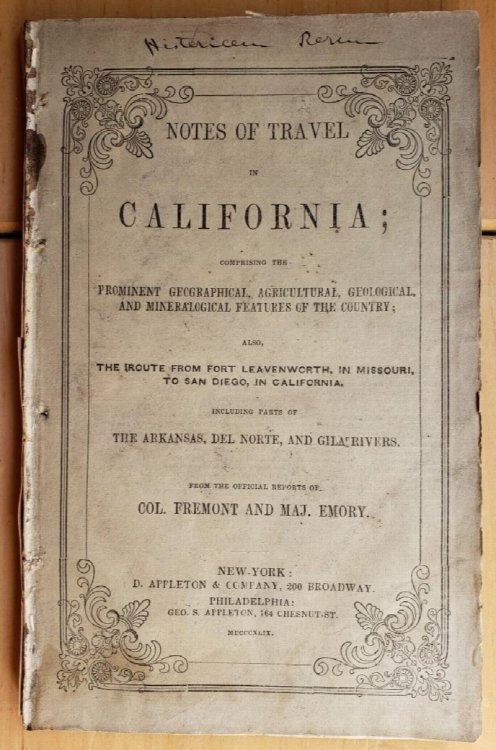 NOTES OF TRAVEL
IN
CALIFORNIA;
COMPRISING THE
PROMINENT GEOGRAPHICAL, AGRICULTURAL, GEOLOGICAL,
AND MINERALOGICAL FEATURES OF THE COUNTRY;
ALSO,
THE ROUTE FROM FORT LEAVENWORTH, IN MISSOURI,
TO SAN DIEGO, IN CALIFORNIA,
INCLUDING PARTS OF
THE ARKANSAS, DEL NORTE, AND GILA RIVERS.
FROM THE OFFICIAL REPORTS OF
COL. FREMONT AND MAJ. EMORY.
NEW-YORK:
D. APPLETON & COMPANY, 200 BROADWAY.
PHILADELPHIA:
GEO. S. APPLETON, 164 CHESNUT-ST.
MDCCCXLIX.